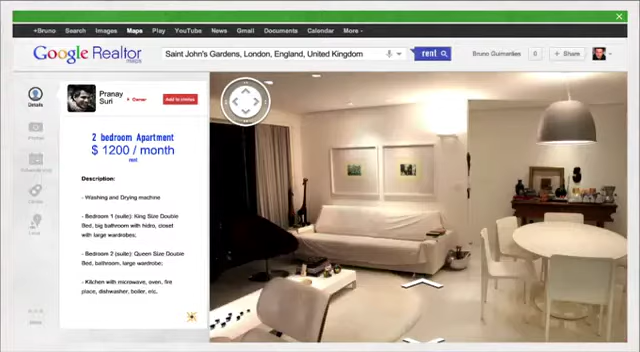 +Bruno Search Images Maps Play YouTube News Gmail Documents Calendar More
Google Realtor
maps
Saint John's Gardens, London, England, United Kingdom
rent
Bruno Guimarães
0
+ Share
Details
Pranay
Suri
Owner
Add to circles
2 bedroom Apartment
$ 1200 / month
rent
Description:
- Washing and Drying machine
- Bedroom 1 (suite): King Size Double
Bed, big bathroom with hidro, closet
with large wardrobes;
- Bedroom 2 (suite): Queen Size Double
Bed, bathroom, large wardrobe;
- Kitchen with microwave, oven, fire
place, dishwasher, boiler, etc.